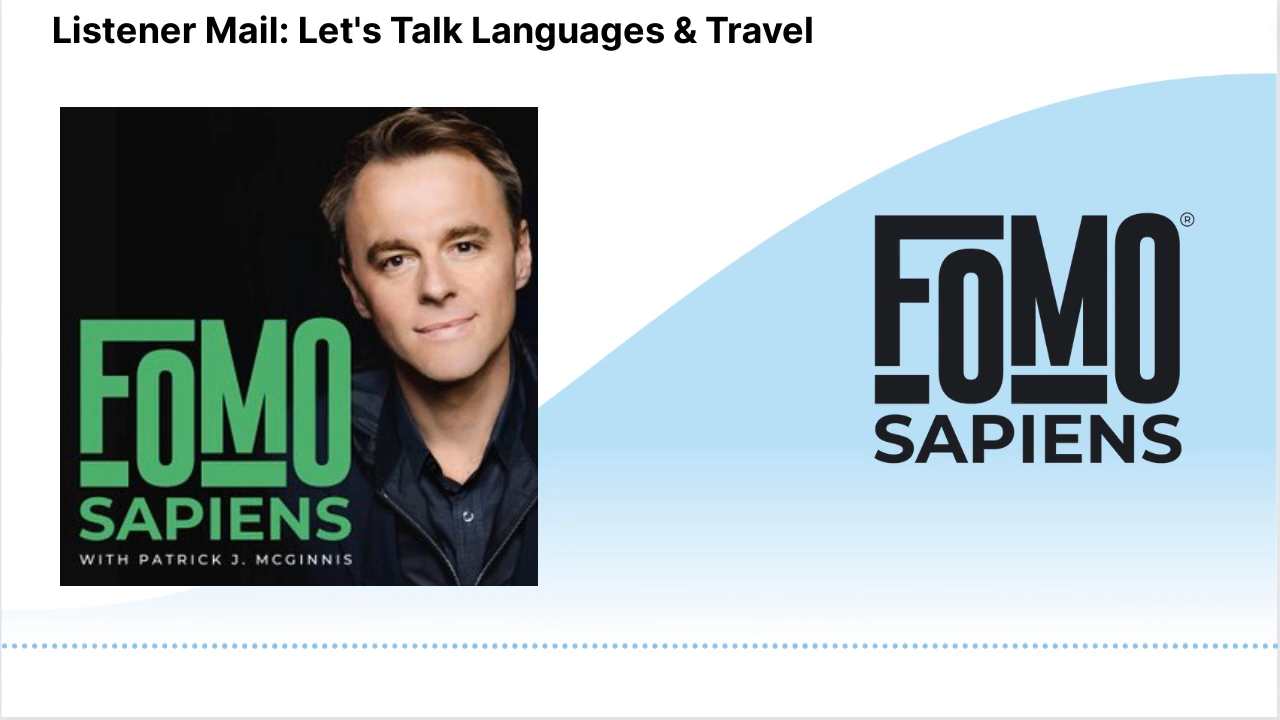 Listener Mail: Let's Talk Languages & Travel
FOMO
SAPIENS
WITH PATRICK J. MCGINNIS
FOMO®
SAPIENS